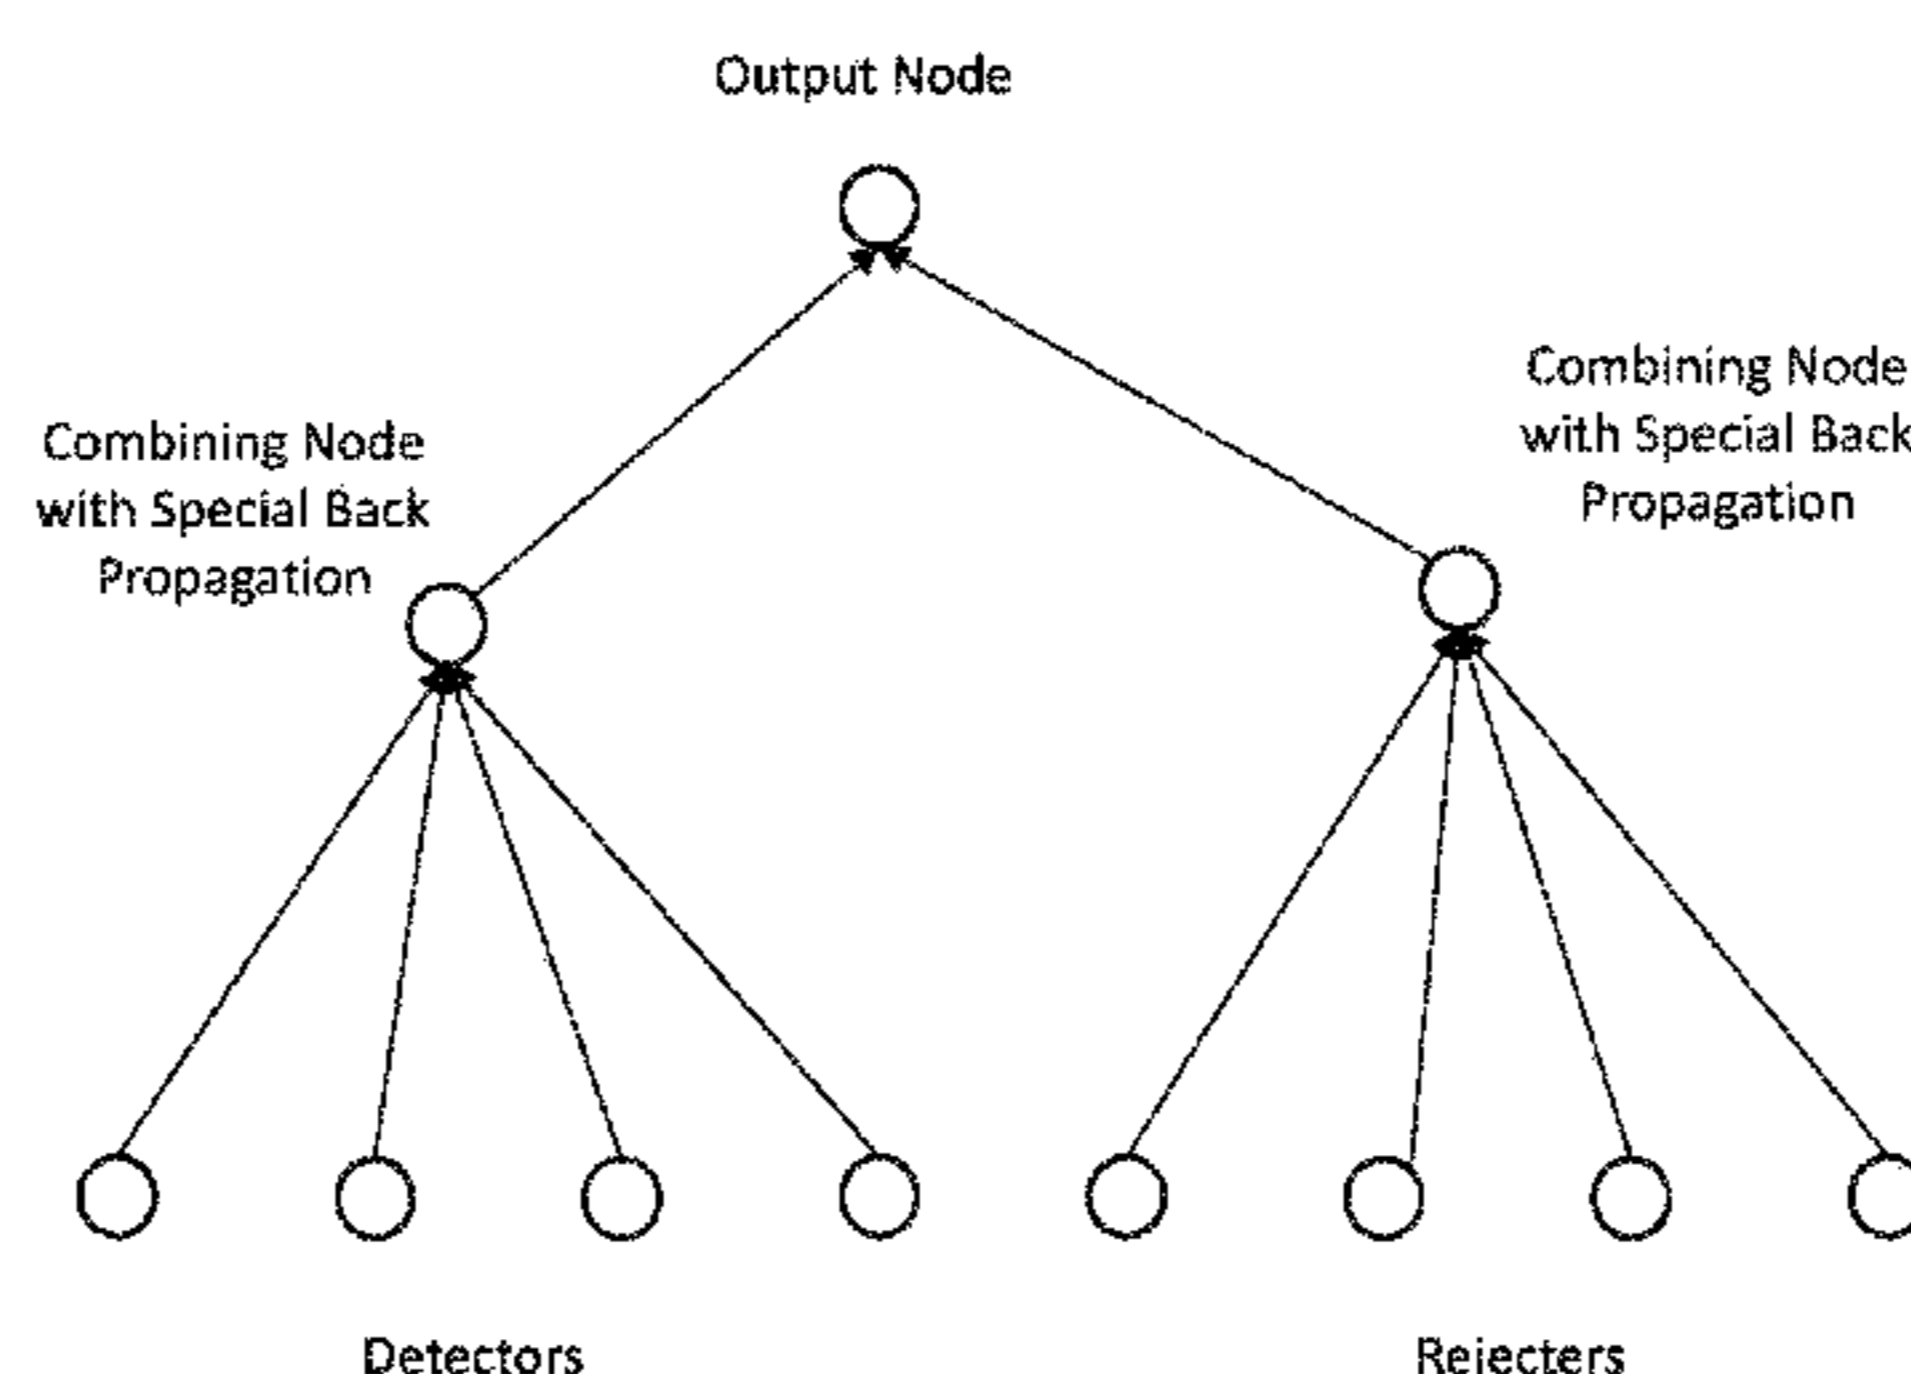 Output Node
Combining Node
with Special Back
Propagation
Combining Node
with Special Back
Propagation
Detectors
Rejecters